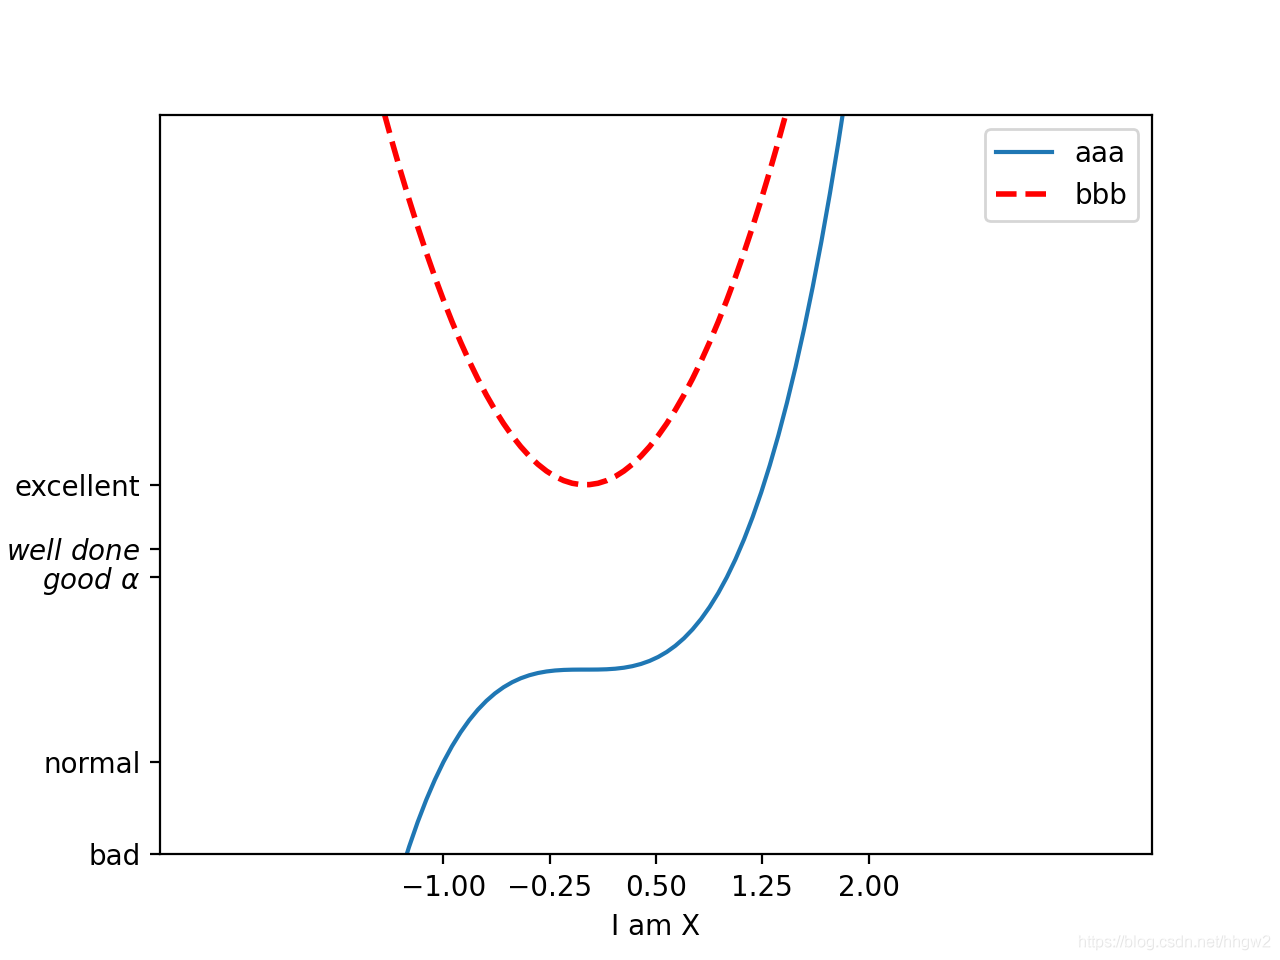 aaa
bbb
excellent
well done
good α
normal
bad
−1.00 −0.25 0.50 1.25 2.00
I am X
https://blog.csdn.net/hhgw2